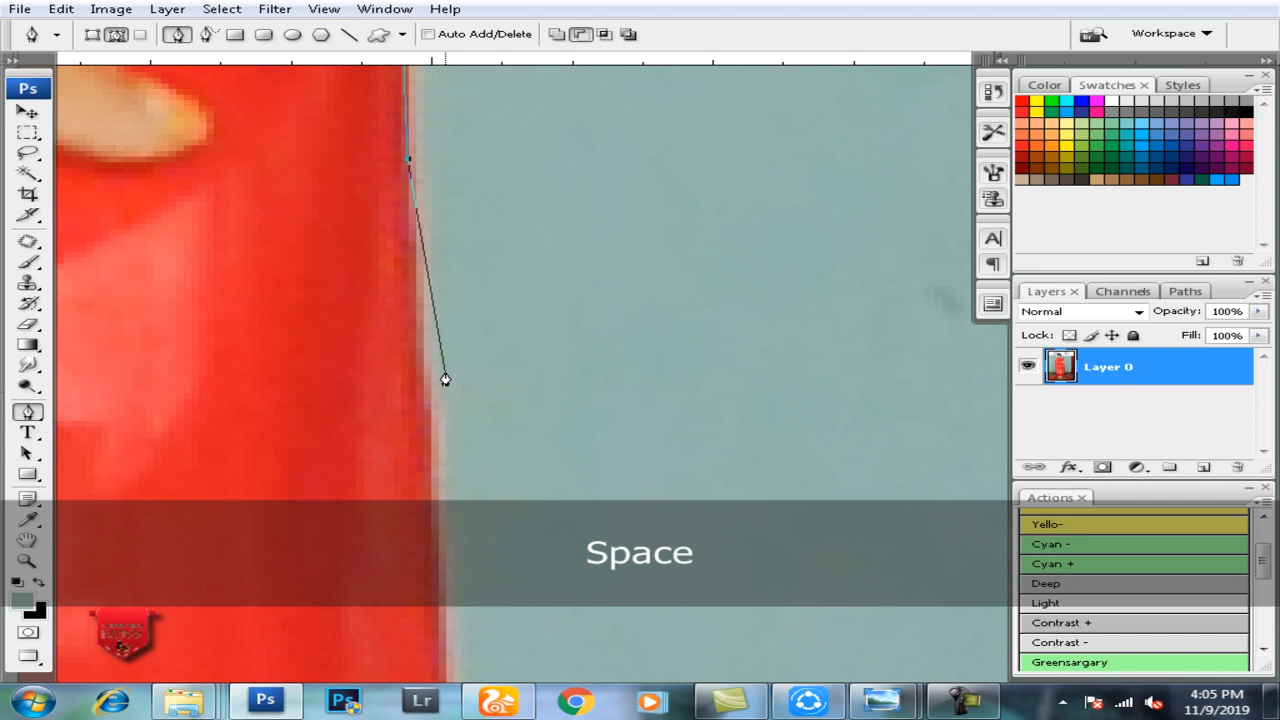 File Edit Image Layer Select Filter View Window Help
Auto Add/Delete
Workspace
Ps
Color Swatches × Styles
A
Layers × Channels Paths
Normal Opacity: 100%
Lock: Fill: 100%
Layer 0
fx
Actions ×
Yello-
Cyan -
Cyan +
Deep
Light
Contrast +
Contrast -
Greensargary
T
Space
Ps Ps Lr
4:05 PM
11/9/2019